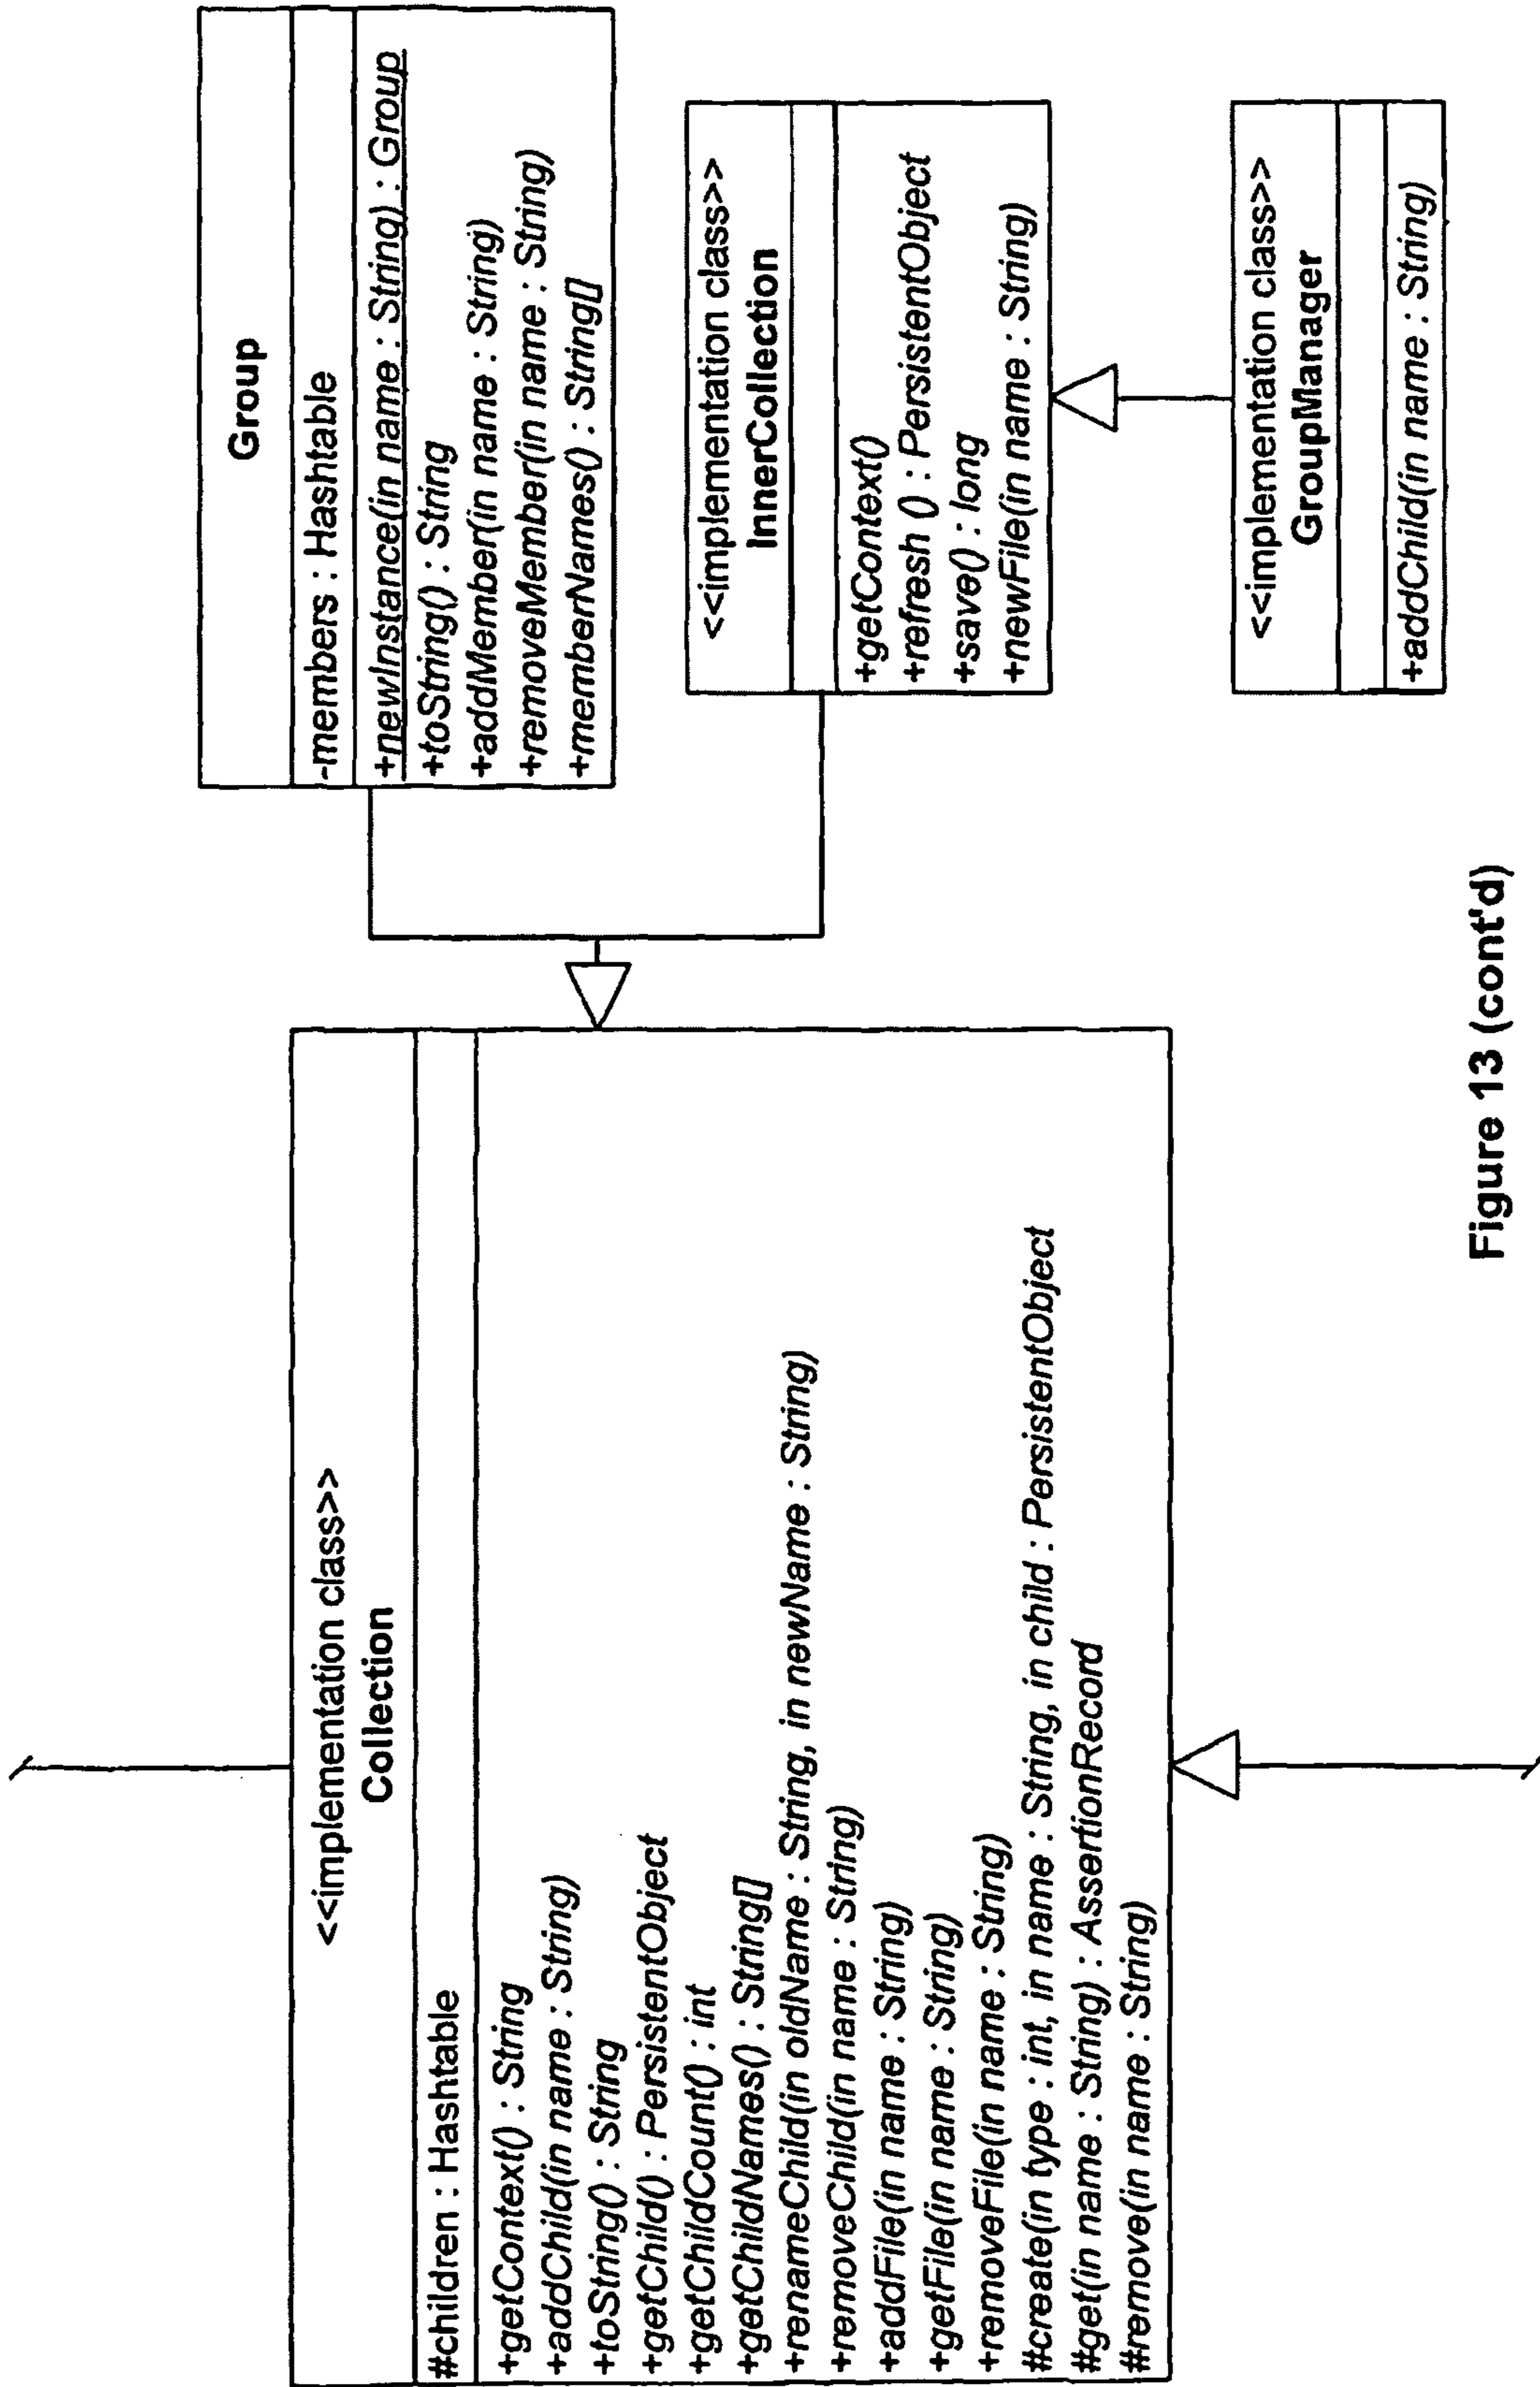 <<implementation class>>
Collection
#children : Hashtable
+getContext() : String
+addChild(in name : String)
+toString() : String
+getChild() : PersistentObject
+getChildCount() : int
+getChildNames() : String[]
+renameChild(in oldName : String, in newName : String)
+removeChild(in name : String)
+addFile(in name : String)
+getFile(in name : String)
+removeFile(in name : String)
#create(in type : int, in name : String, in child : PersistentObject
#get(in name : String) : AssertionRecord
#remove(in name : String)
Group
-members : Hashtable
+newInstance(in name : String) : Group
+toString() : String
+addMember(in name : String)
+removeMember(in name : String)
+memberNames() : String[]
<<implementation class>>
InnerCollection
+getContext()
+refresh () : PersistentObject
+save() : long
+newFile(in name : String)
<<implementation class>>
GroupManager
+addChild(in name : String)
Figure 13 (cont'd)